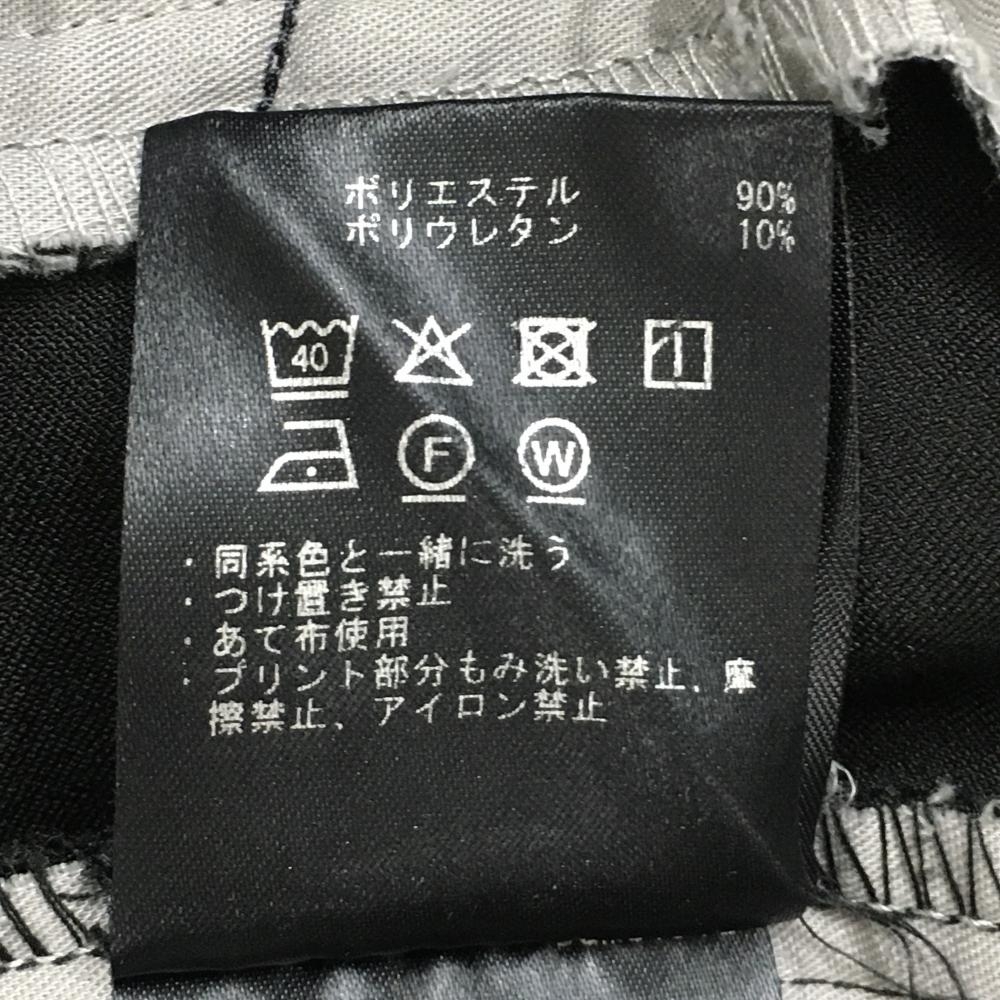 ポリエステル 90%
ポリウレタン 10%
40
F W
・同系色と一緒に洗う
・つけ置き禁止
・あて布使用
・プリント部分もみ洗い禁止、摩
擦禁止、アイロン禁止